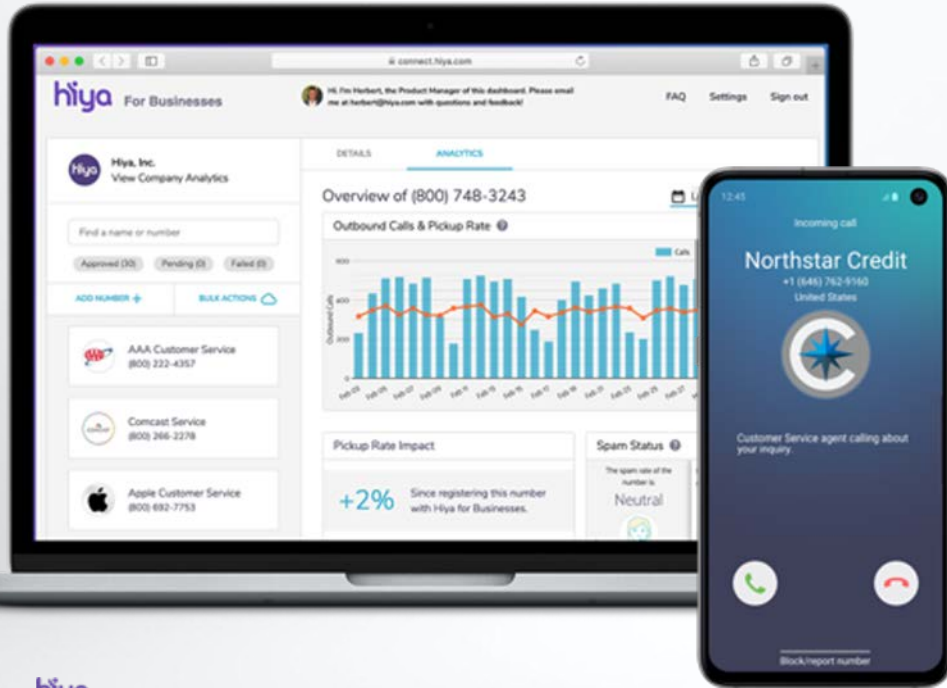 connect.hiya.com
hiya For Businesses
Hi, I'm Herbert, the Product Manager of this dashboard. Please email
me at herbert@hiya.com with questions and feedback!
FAQ Settings Sign out
hiya
Hiya, Inc.
View Company Analytics
Find a name or number
Approved (30) Pending (0) Failed (0)
ADD NUMBER + BULK ACTIONS
AAA Customer Service
(800) 222-4357
Comcast Service
(800) 266-2278
Apple Customer Service
(800) 692-7753
DETAILS ANALYTICS
Overview of (800) 748-3243
Outbound Calls & Pickup Rate
Calls
Outbound Calls
600
400
200
0
Pickup Rate Impact
+2% Since registering this number
with Hiya for Businesses.
Spam Status
The spam rate of the
number is
Neutral
12:45
Incoming call
Northstar Credit
+1 (646) 762-9160
United States
Customer Service agent calling about
your inquiry.
Block/report number
hiya